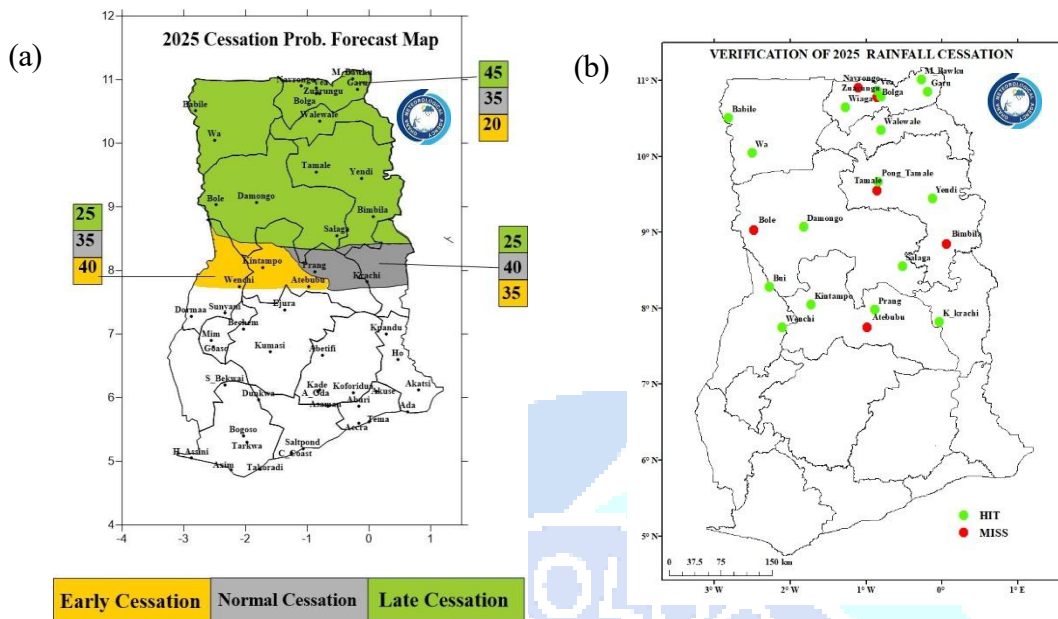 (a)
2025 Cessation Prob. Forecast Map
12
11
10
9
8
7
6
5
4
-4
-3
-2
-1
0
1
Navrongo
Vea
M_Bawku
Garu
Zuarungu
Bolga
Walewale
Babile
Wa
Tamale
Yendi
Bole
Damongo
Bimbila
Salaga
Kintampo
Prang
Krachi
Wenchi
Atebubu
Ejura
Dormaa
Sunyani
Bechem
Mim
Goaso
Kumasi
Abetifi
Kpandu
Ho
S_Bekwai
Dunkwa
Kade
A_Oda
Koforidua
Akuse
Akatsi
Asaman
Aburi
Ada
Tema
Accra
Bogoso
Tarkwa
Saltpond
C_Coast
H_Assini
Axim
Takoradi
45
35
20
25
35
40
25
40
35
Early Cessation
Normal Cessation
Late Cessation
(b)
VERIFICATION OF 2025 RAINFALL CESSATION
11°N
10°N
9°N
8°N
7°N
6°N
5°N
3°W
2°W
1°W
0°
1°E
M_Bawku
Navrongo
Vea
Garu
Zuarungu
Bolga
Wiaga
Babile
Walewale
Wa
Pong_Tamale
Tamale
Yendi
Bole
Damongo
Bimbila
Salaga
Bui
Kintampo
Prang
Wenchi
Atebubu
K_krachi
HIT
MISS
0 37.5 75 150 km